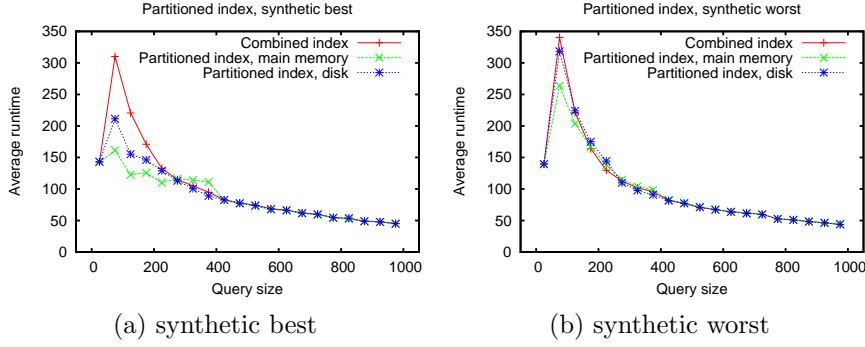 Partitioned index, synthetic best
Average runtime
350
300
250
200
150
100
50
0
Combined index
Partitioned index, main memory
Partitioned index, disk
0 200 400 600 800 1000
Query size
(a) synthetic best
Partitioned index, synthetic worst
Average runtime
350
300
250
200
150
100
50
0
Combined index
Partitioned index, main memory
Partitioned index, disk
0 200 400 600 800 1000
Query size
(b) synthetic worst